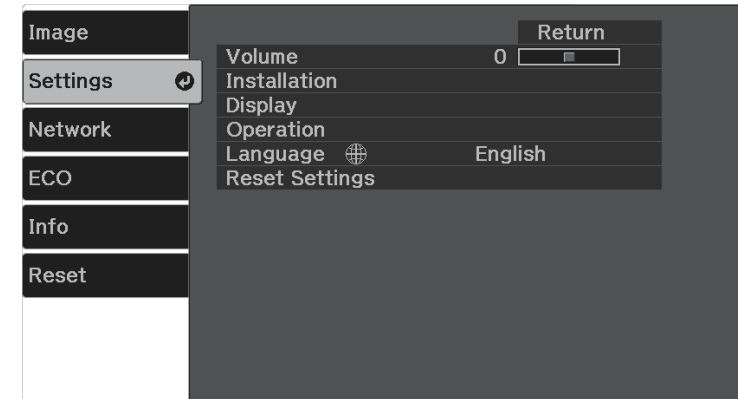 Image
Settings
Network
ECO
Info
Reset
Return
Volume 0
Installation
Display
Operation
Language English
Reset Settings